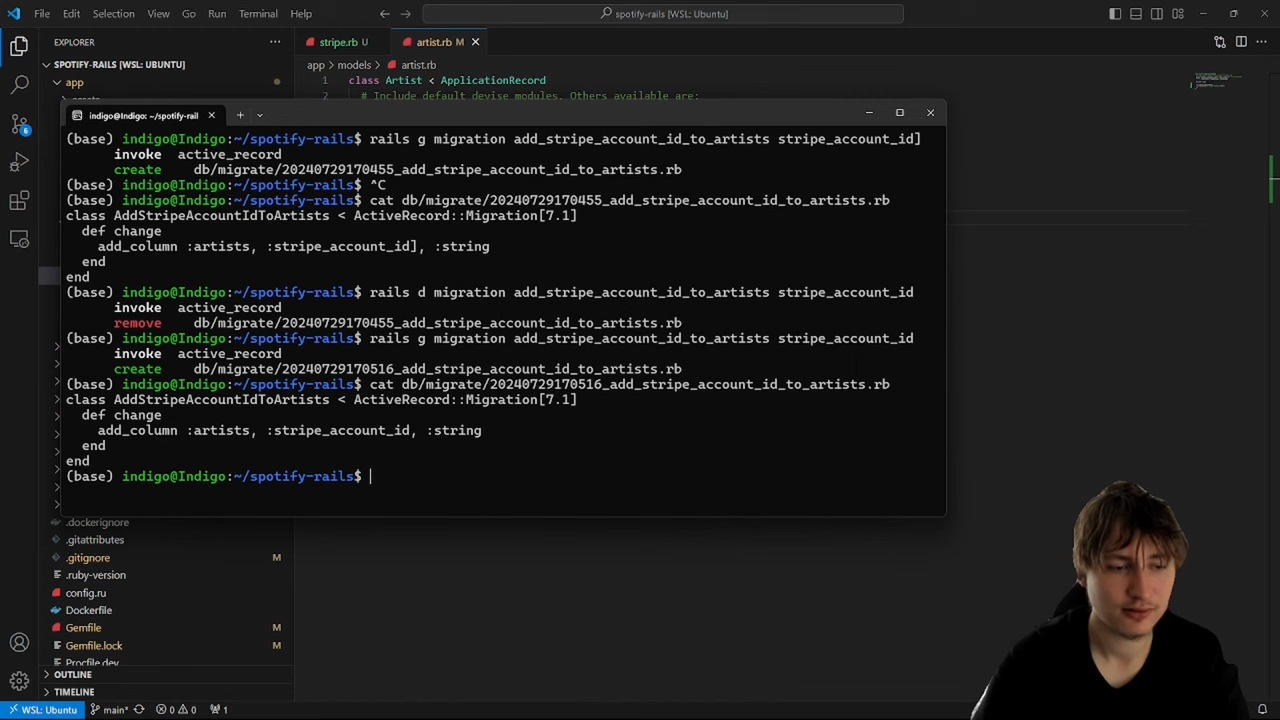 File Edit Selection View Go Run Terminal Help
spotify-rails [WSL: Ubuntu]
EXPLORER
stripe.rb U
artist.rb M
SPOTIFY-RAILS [WSL: UBUNTU]
app > models > artist.rb
app
1 class Artist < ApplicationRecord
2 # Include default devise modules. Others available are:
indigo@Indigo: ~/spotify-rail
(base) indigo@Indigo:~/spotify-rails$ rails g migration add_stripe_account_id_to_artists stripe_account_id]
invoke active_record
create db/migrate/20240729170455_add_stripe_account_id_to_artists.rb
(base) indigo@Indigo:~/spotify-rails$ ^C
(base) indigo@Indigo:~/spotify-rails$ cat db/migrate/20240729170455_add_stripe_account_id_to_artists.rb
class AddStripeAccountIdToArtists < ActiveRecord::Migration[7.1]
def change
add_column :artists, :stripe_account_id], :string
end
end
(base) indigo@Indigo:~/spotify-rails$ rails d migration add_stripe_account_id_to_artists stripe_account_id
invoke active_record
remove db/migrate/20240729170455_add_stripe_account_id_to_artists.rb
(base) indigo@Indigo:~/spotify-rails$ rails g migration add_stripe_account_id_to_artists stripe_account_id
invoke active_record
create db/migrate/20240729170516_add_stripe_account_id_to_artists.rb
(base) indigo@Indigo:~/spotify-rails$ cat db/migrate/20240729170516_add_stripe_account_id_to_artists.rb
class AddStripeAccountIdToArtists < ActiveRecord::Migration[7.1]
def change
add_column :artists, :stripe_account_id, :string
end
end
(base) indigo@Indigo:~/spotify-rails$
.dockerignore
.gitattributes
.gitignore M
.ruby-version
config.ru
Dockerfile
Gemfile M
Gemfile.lock M
Procfile.dev
OUTLINE
TIMELINE
WSL: Ubuntu main* 0 0 1